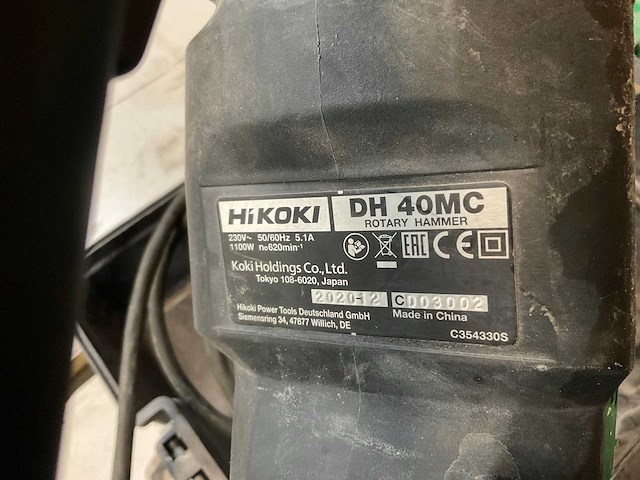 HiKOKI
DH 40MC
ROTARY HAMMER
230V~ 50/60Hz 5.1A
1100W n₀620min⁻¹
Koki Holdings Co.,Ltd.
Tokyo 108-6020, Japan
2020-12 C003002
Hikoki Power Tools Deutschland GmbH
Siemensring 34, 47877 Willich, DE
Made in China
EAC CE
C354330S